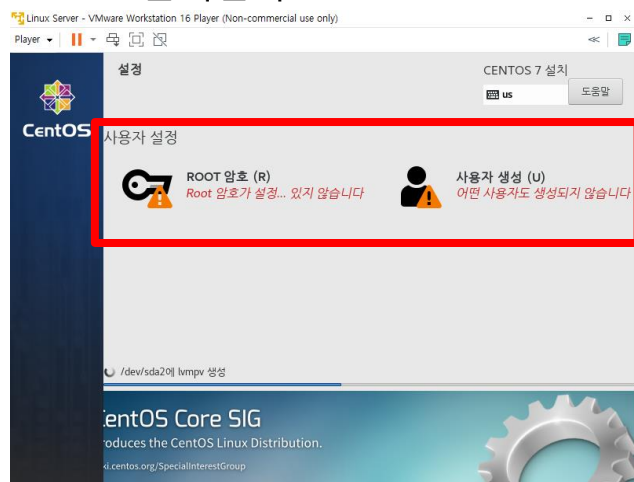 Linux Server - VMware Workstation 16 Player (Non-commercial use only)
Player
설정
CENTOS 7 설치
us
도움말
CentOS
사용자 설정
ROOT 암호 (R)
Root 암호가 설정... 있지 않습니다
사용자 생성 (U)
어떤 사용자도 생성되지 않습니다
/dev/sda2에 lvmpv 생성
entOS Core SIG
oduces the CentOS Linux Distribution.
ki.centos.org/SpecialInterestGroup